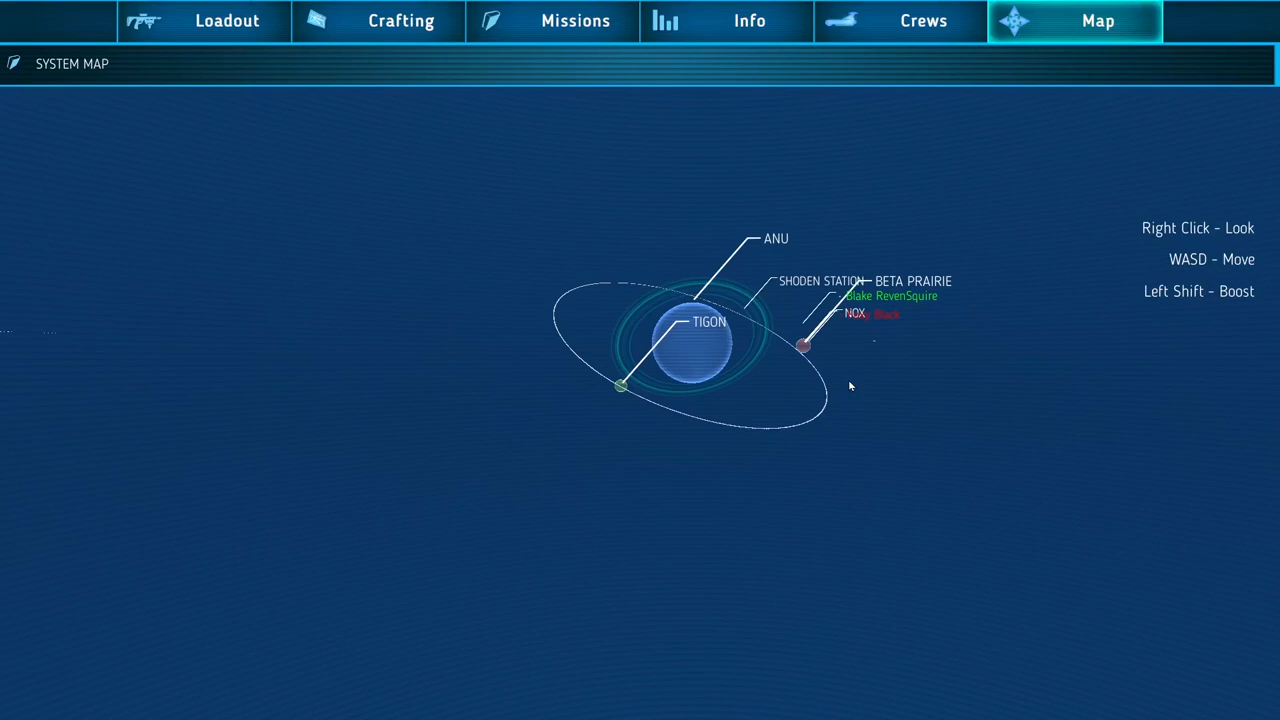 Loadout
Crafting
Missions
Info
Crews
Map
SYSTEM MAP
Right Click - Look
WASD - Move
Left Shift - Boost
ANU
SHODEN STATION
BETA PRAIRIE
Blake RevenSquire
NOX
Black
TIGON